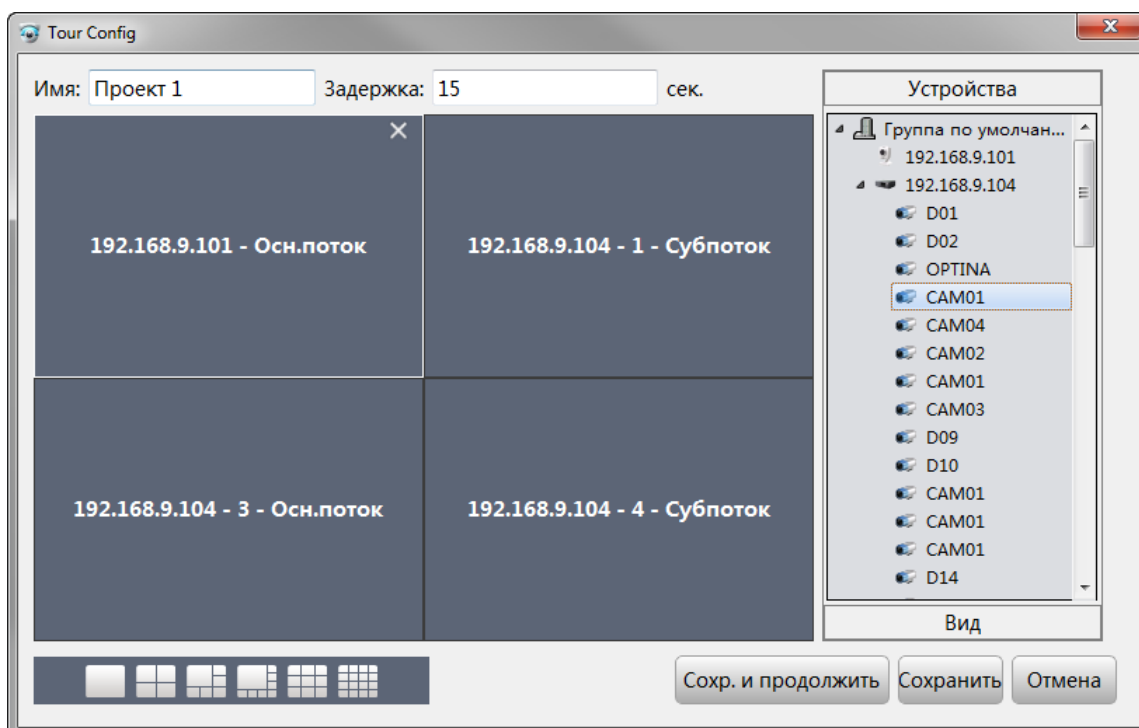 Tour Config
Имя: Проект 1 Задержка: 15 сек.
192.168.9.101 - Осн.поток
192.168.9.104 - 1 - Субпоток
192.168.9.104 - 3 - Осн.поток
192.168.9.104 - 4 - Субпоток
Устройства
Группа по умолчан...
192.168.9.101
192.168.9.104
D01
D02
OPTINA
CAM01
CAM04
CAM02
CAM01
CAM03
D09
D10
CAM01
CAM01
CAM01
D14
Вид
Сохр. и продолжить Сохранить Отмена